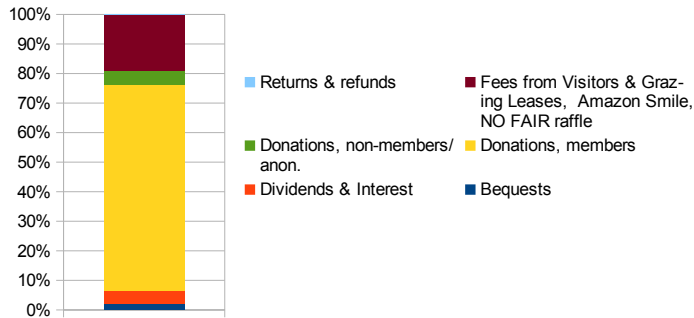 100%
90%
80%
70%
60%
50%
40%
30%
20%
10%
0%
Returns & refunds
Fees from Visitors & Graz-
ing Leases,  Amazon Smile,
NO FAIR raffle
Donations, non-members/
anon.
Donations, members
Dividends & Interest
Bequests